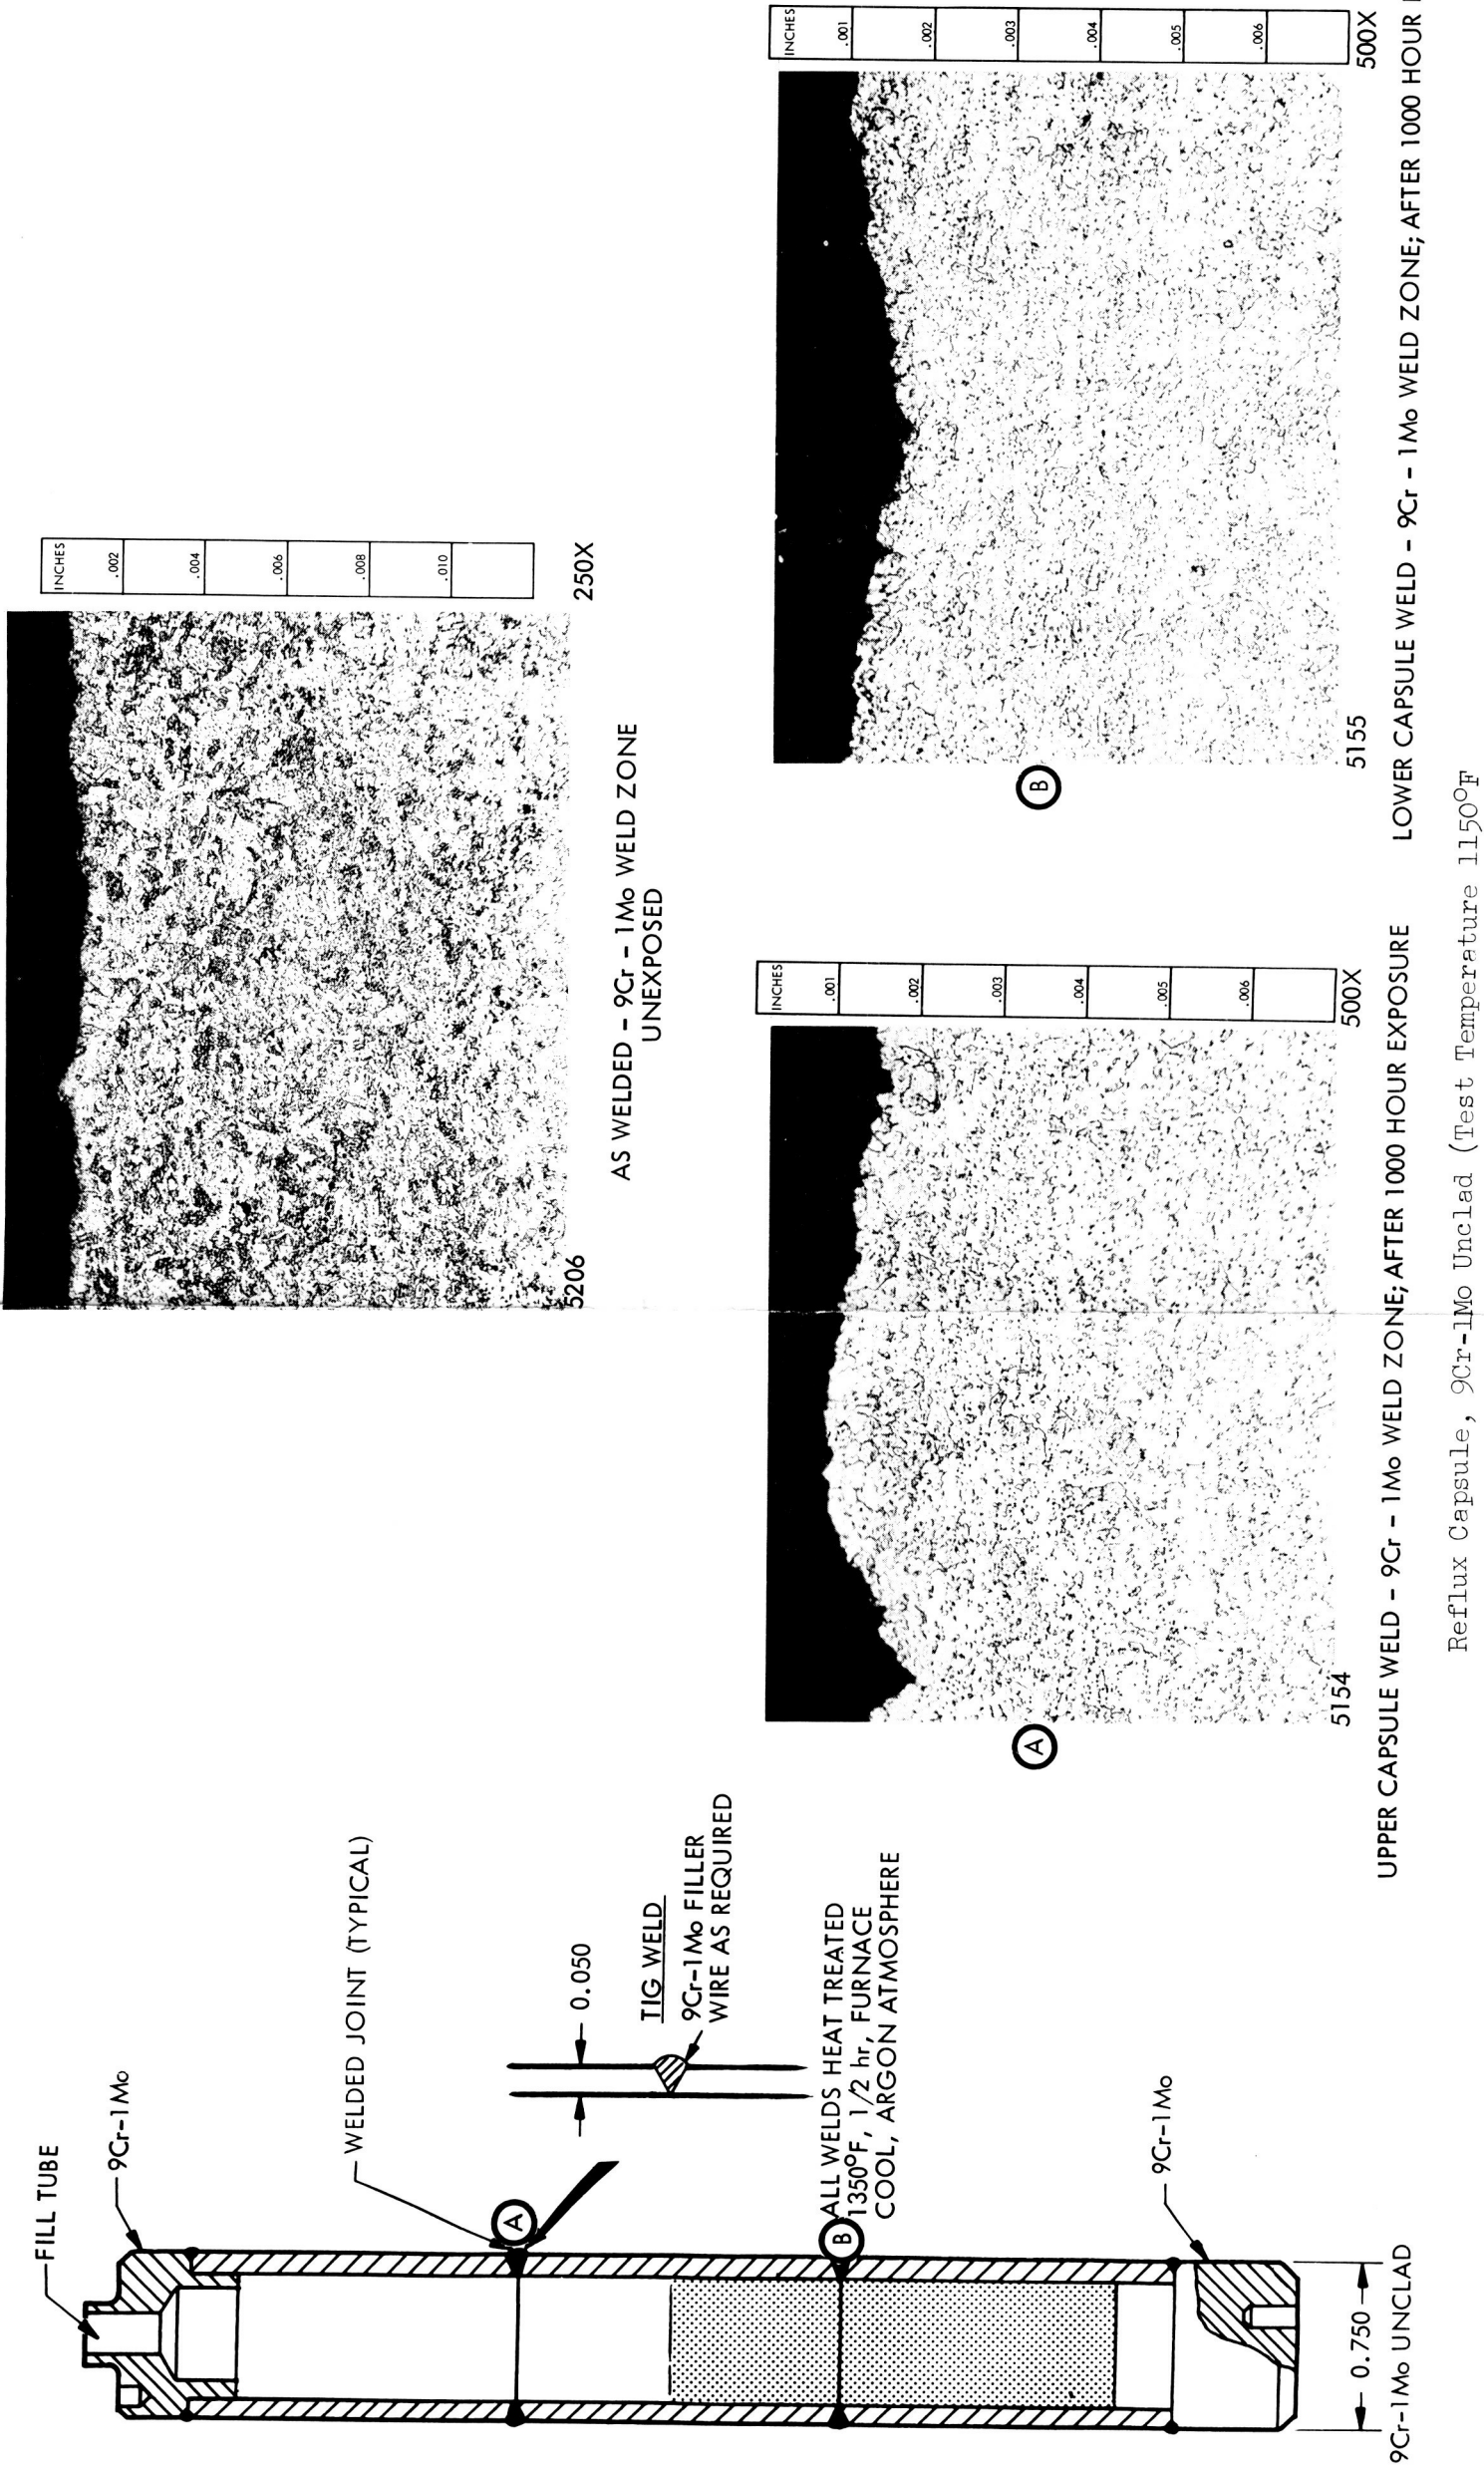 FILL TUBE
9Cr-1Mo
WELDED JOINT (TYPICAL)
A
0.050
TIG WELD
9Cr-1Mo FILLER
WIRE AS REQUIRED
B
ALL WELDS HEAT TREATED
1350°F, 1/2 hr, FURNACE
COOL, ARGON ATMOSPHERE
9Cr-1Mo
0.750
9Cr-1Mo UNCLAD
INCHES
.002
.004
.006
.008
.010
250X
5206
AS WELDED - 9Cr - 1Mo WELD ZONE
UNEXPOSED
A
INCHES
.001
.002
.003
.004
.005
.006
500X
5154
UPPER CAPSULE WELD - 9Cr - 1Mo WELD ZONE; AFTER 1000 HOUR EXPOSURE
B
INCHES
.001
.002
.003
.004
.005
.006
500X
5155
LOWER CAPSULE WELD - 9Cr - 1Mo WELD ZONE; AFTER 1000 HOUR
Reflux Capsule, 9Cr-1Mo Unclad (Test Temperature 1150°F